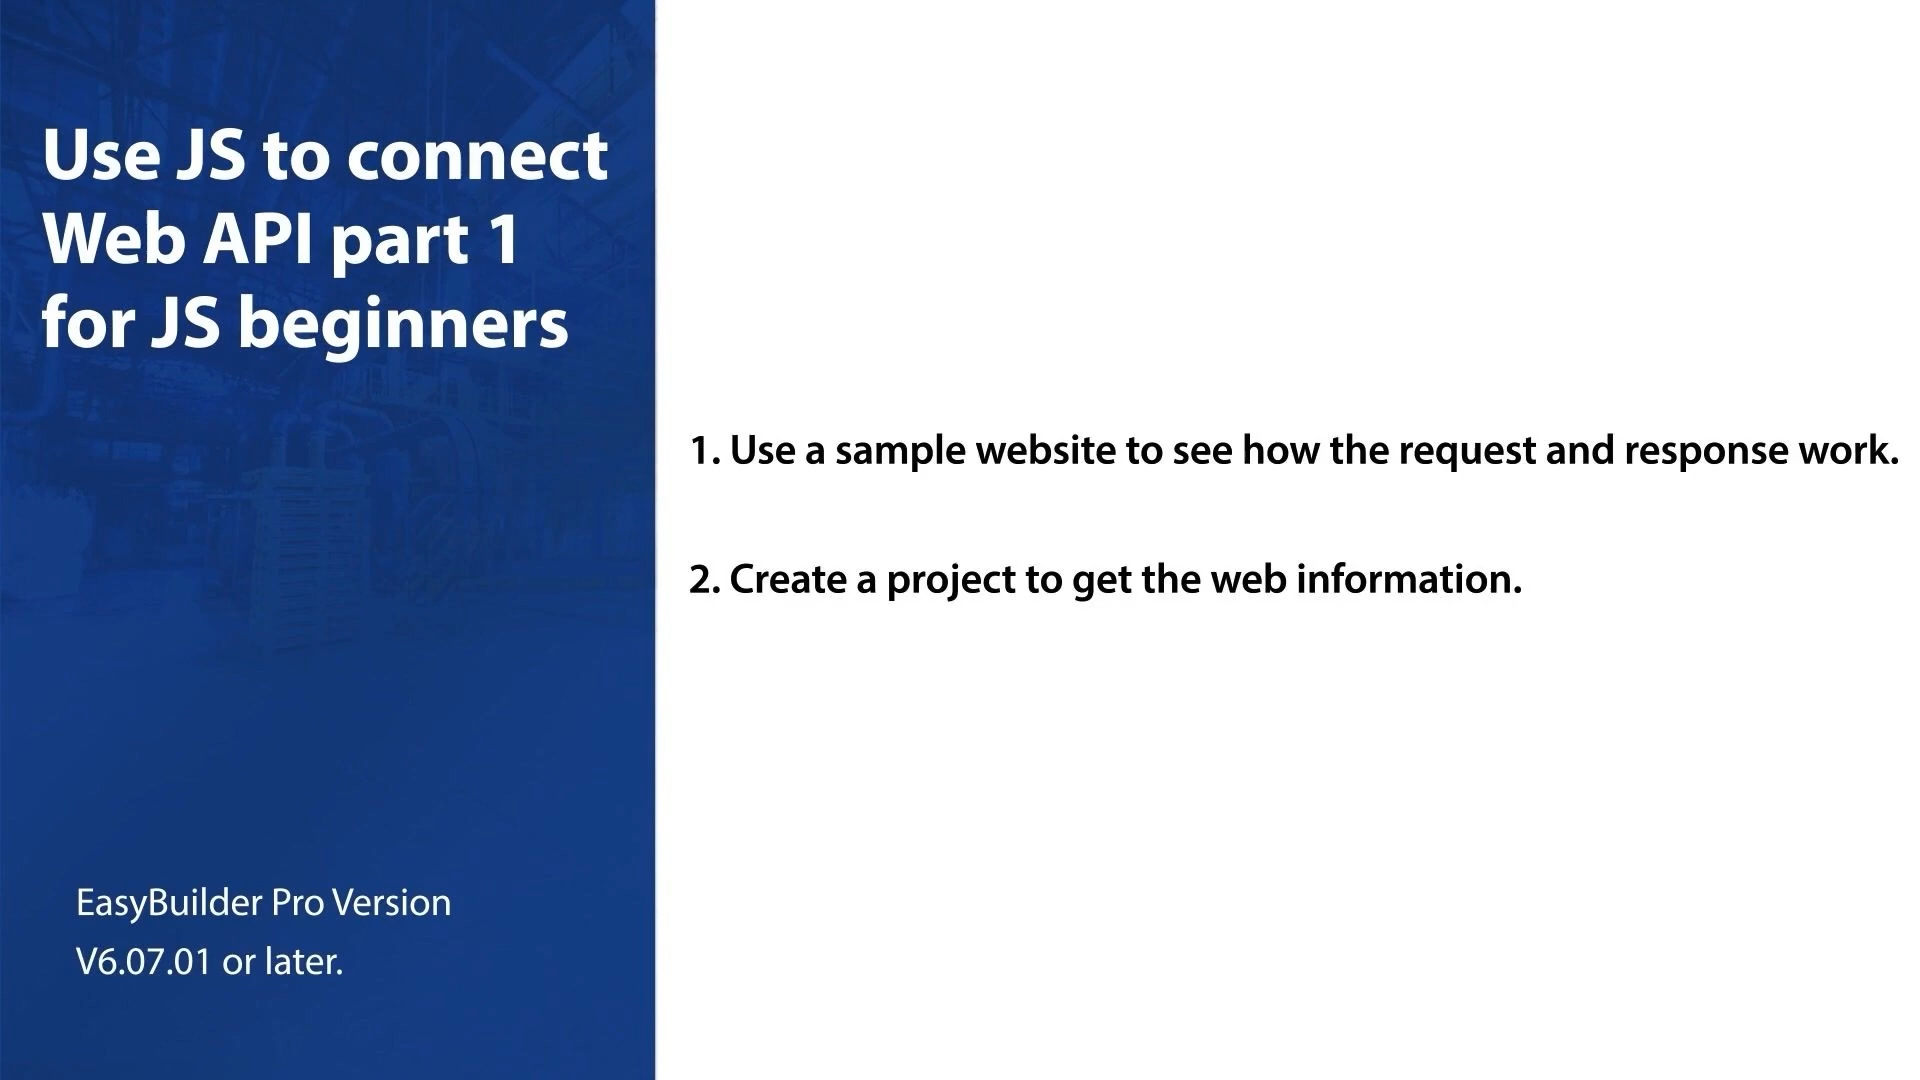 Use JS to connect
Web API part 1
for JS beginners
1. Use a sample website to see how the request and response work.
2. Create a project to get the web information.
EasyBuilder Pro Version
V6.07.01 or later.